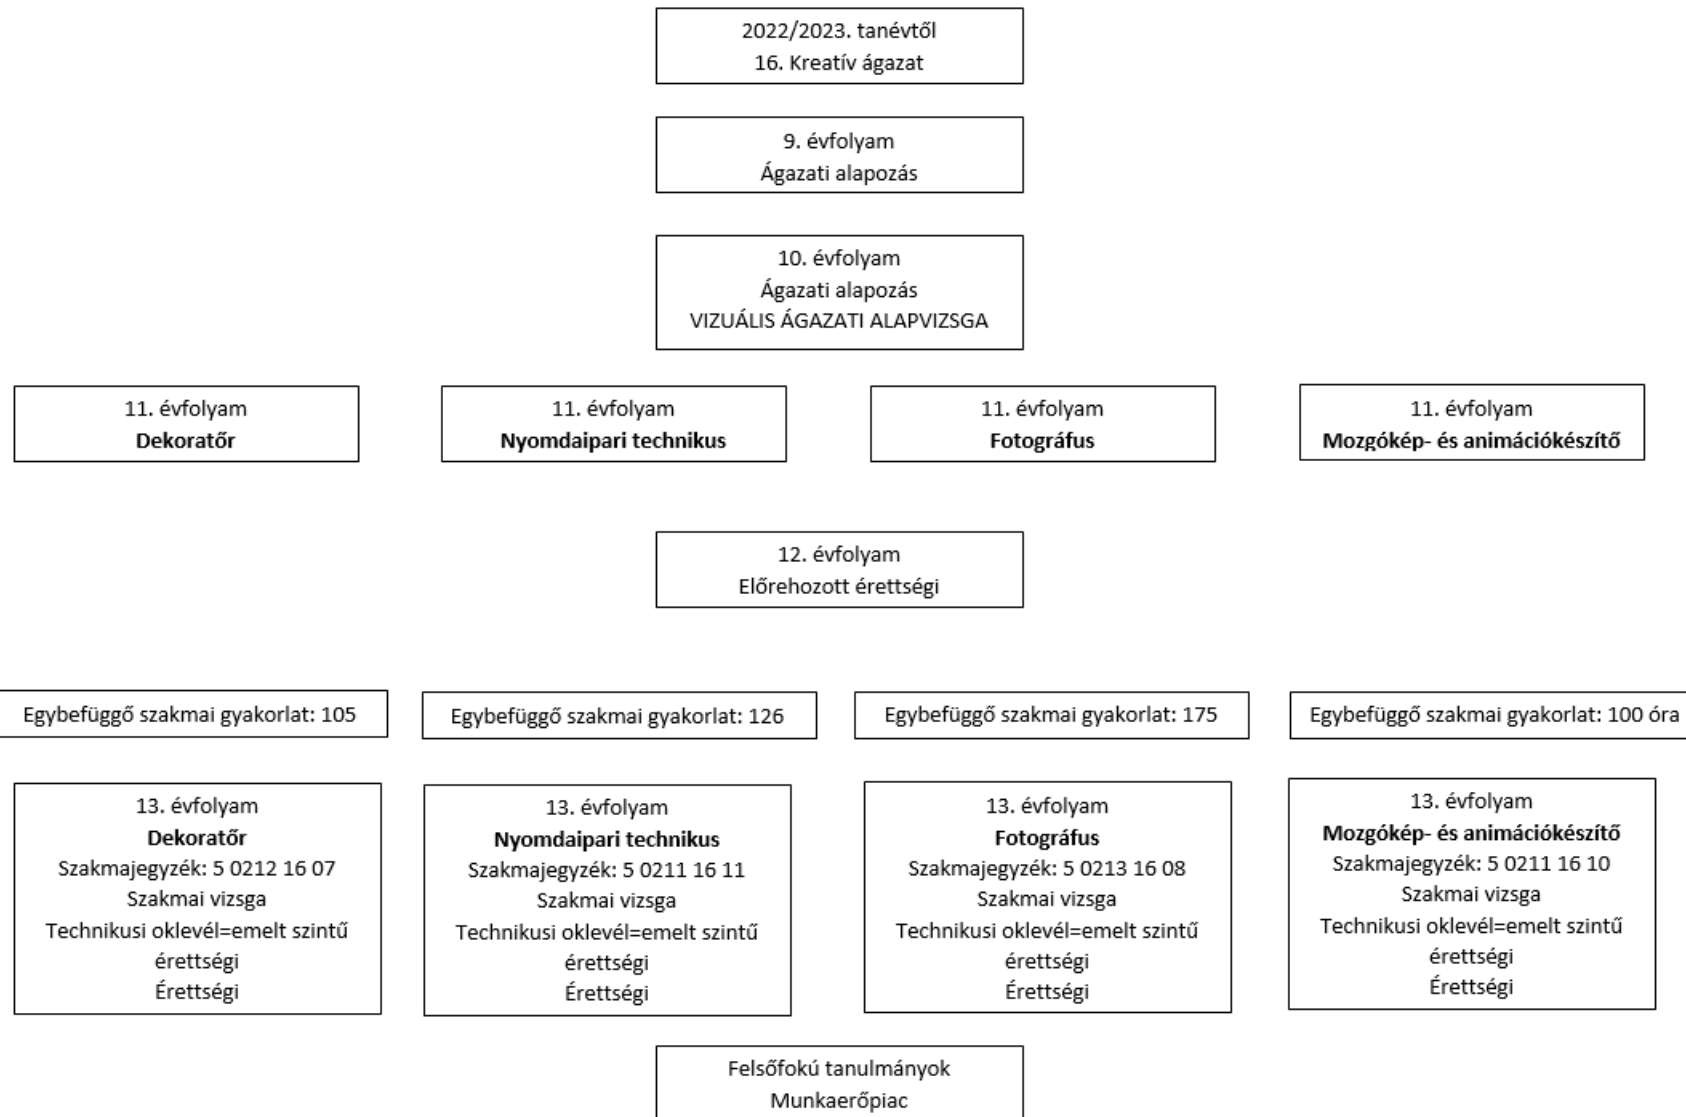 2022/2023. tanévtől
16. Kreatív ágazat
9. évfolyam
Ágazati alapozás
10. évfolyam
Ágazati alapozás
VIZUÁLIS ÁGAZATI ALAPVIZSGA
11. évfolyam
Dekoratőr
11. évfolyam
Nyomdaipari technikus
11. évfolyam
Fotográfus
11. évfolyam
Mozgókép- és animációkészítő
12. évfolyam
Előrehozott érettségi
Egybefüggő szakmai gyakorlat: 105
Egybefüggő szakmai gyakorlat: 126
Egybefüggő szakmai gyakorlat: 175
Egybefüggő szakmai gyakorlat: 100 óra
13. évfolyam
Dekoratőr
Szakmajegyzék: 5 0212 16 07
Szakmai vizsga
Technikusi oklevél=emelt szintű
érettségi
Érettségi
13. évfolyam
Nyomdaipari technikus
Szakmajegyzék: 5 0211 16 11
Szakmai vizsga
Technikusi oklevél=emelt szintű
érettségi
Érettségi
13. évfolyam
Fotográfus
Szakmajegyzék: 5 0213 16 08
Szakmai vizsga
Technikusi oklevél=emelt szintű
érettségi
Érettségi
13. évfolyam
Mozgókép- és animációkészítő
Szakmajegyzék: 5 0211 16 10
Szakmai vizsga
Technikusi oklevél=emelt szintű
érettségi
Érettségi
Felsőfokú tanulmányok
Munkaerőpiac